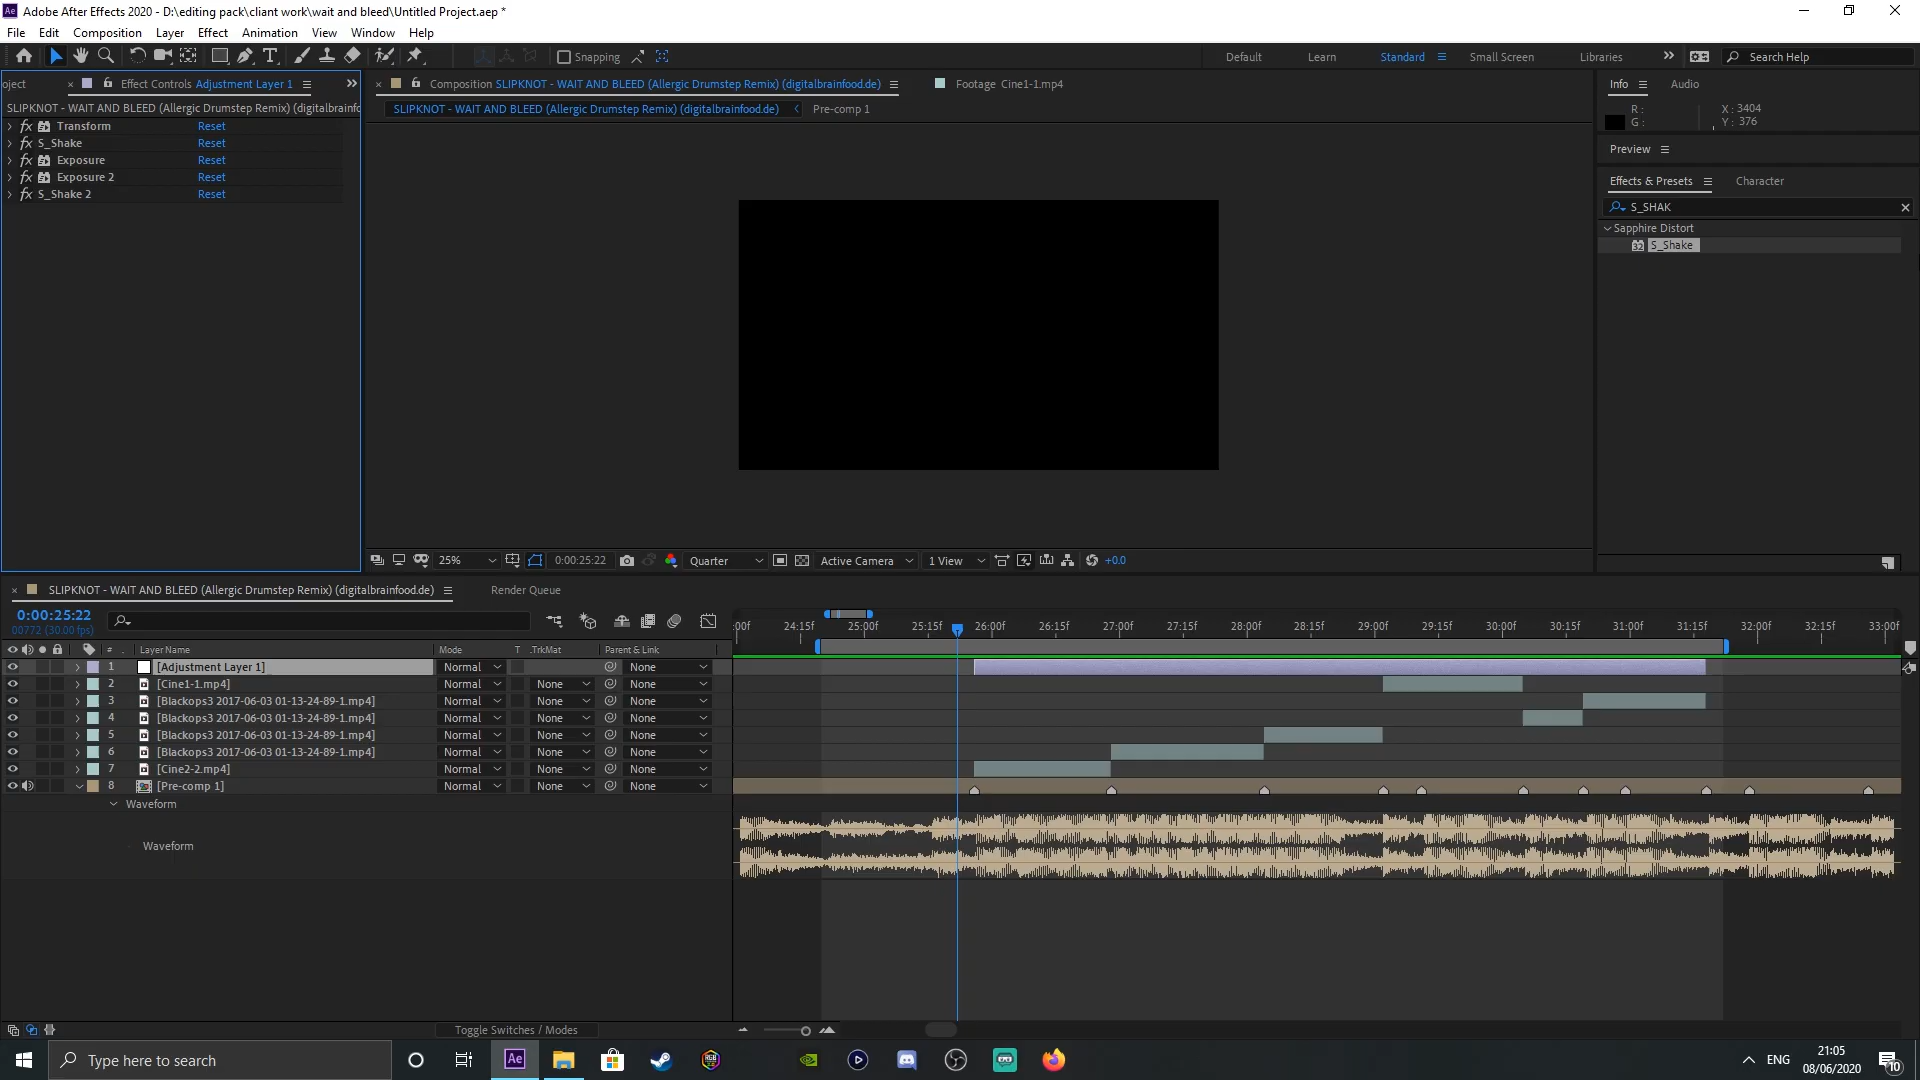 Adobe After Effects 2020 - D:\editing pack\cliant work\wait and bleed\Untitled Project.aep *
File Edit Composition Layer Effect Animation View Window Help
Snapping
Default Learn Standard Small Screen Libraries Search Help
oject Effect Controls Adjustment Layer 1
Composition SLIPKNOT - WAIT AND BLEED (Allergic Drumstep Remix) (digitalbrainfood.de)
Footage Cine1-1.mp4
Info Audio
SLIPKNOT - WAIT AND BLEED (Allergic Drumstep Remix) (digitalbrainfo
SLIPKNOT - WAIT AND BLEED (Allergic Drumstep Remix) (digitalbrainfood.de) Pre-comp 1
R : X : 3404
G : Y : 376
fx Transform Reset
fx S_Shake Reset
fx Exposure Reset
fx Exposure 2 Reset
fx S_Shake 2 Reset
Preview
Effects & Presets Character
S_SHAK
Sapphire Distort
32 S_Shake
25% 0:00:25:22 Quarter Active Camera 1 View +0.0
SLIPKNOT - WAIT AND BLEED (Allergic Drumstep Remix) (digitalbrainfood.de) Render Queue
0:00:25:22
00772 (30.00 fps)
:00f 24:15f 25:00f 25:15f 26:00f 26:15f 27:00f 27:15f 28:00f 28:15f 29:00f 29:15f 30:00f 30:15f 31:00f 31:15f 32:00f 32:15f 33:00f
# Layer Name Mode T .TrkMat Parent & Link
1 [Adjustment Layer 1] Normal None
2 [Cine1-1.mp4] Normal None None
3 [Blackops3 2017-06-03 01-13-24-89-1.mp4] Normal None None
4 [Blackops3 2017-06-03 01-13-24-89-1.mp4] Normal None None
5 [Blackops3 2017-06-03 01-13-24-89-1.mp4] Normal None None
6 [Blackops3 2017-06-03 01-13-24-89-1.mp4] Normal None None
7 [Cine2-2.mp4] Normal None None
8 [Pre-comp 1] Normal None None
Waveform
Waveform
Toggle Switches / Modes
Type here to search
Ae
ENG
21:05
08/06/2020
10